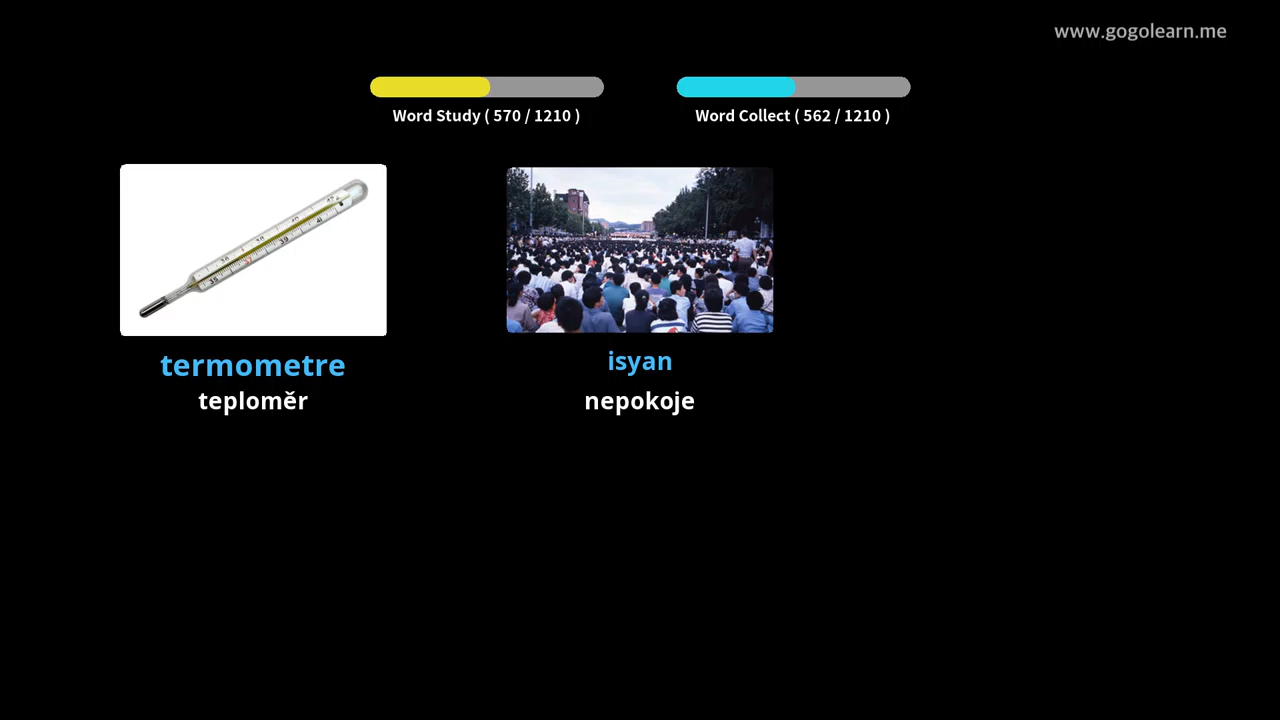 www.gogolearn.me
Word Study ( 570 / 1210 )
Word Collect ( 562 / 1210 )
termometre
teploměr
isyan
nepokoje